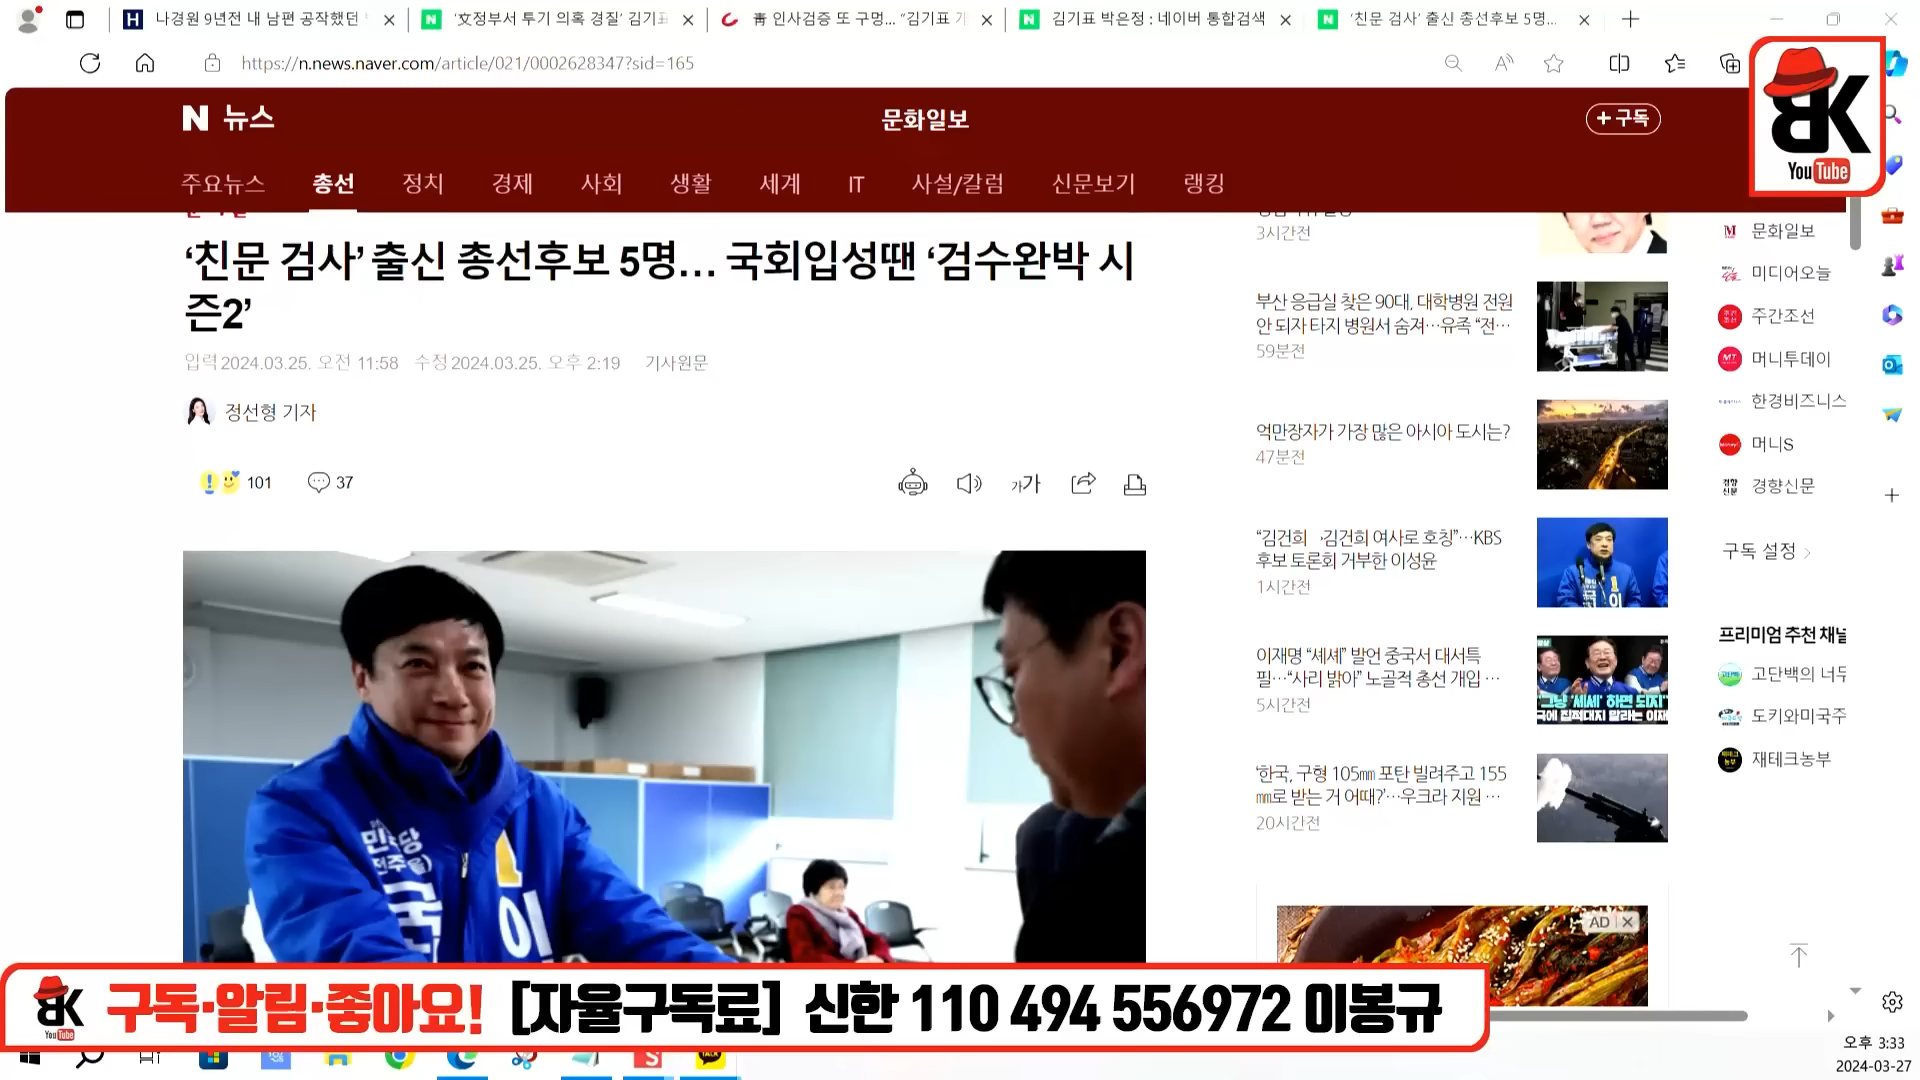 나경원 9년전 내 남편 공작했던
‘文정부서 투기 의혹 경질’ 김기표
靑 인사검증 또 구멍... “김기표 가
김기표 박은정 : 네이버 통합검색
‘친문 검사’ 출신 총선후보 5명...
https://n.news.naver.com/article/021/0002628347?sid=165
N 뉴스
문화일보
+ 구독
BK
YouTube
주요뉴스 총선 정치 경제 사회 생활 세계 IT 사설/칼럼 신문보기 랭킹
‘친문 검사’ 출신 총선후보 5명… 국회입성땐 ‘검수완박 시
즌2’
입력 2024.03.25. 오전 11:58 수정 2024.03.25. 오후 2:19 기사원문
정선형 기자
101 37
가가
민주당
전주을)
국
이
3시간전
부산 응급실 찾은 90대, 대학병원 전원
안 되자 타지 병원서 숨져…유족 “전…
59분전
억만장자가 가장 많은 아시아 도시는?
47분전
“김건희→김건희 여사로 호칭”…KBS
후보 토론회 거부한 이성윤
1시간전
이재명 “셰셰” 발언 중국서 대서특
필…“사리 밝아” 노골적 총선 개입 …
5시간전
"그냥 '셰셰' 하면 되지"
‘한국, 구형 105㎜ 포탄 빌려주고 155
㎜로 받는 거 어때?’…우크라 지원 …
20시간전
AD
문화일보
미디어오늘
주간조선
머니투데이
한경비즈니스
머니S
경향신문
구독 설정
프리미엄 추천 채널
고단백의 너무
도키와미국주
재테크농부
BK
YouTube
구독·알림·좋아요! [자율구독료] 신한 110 494 556972 이봉규
오후 3:33
2024-03-27